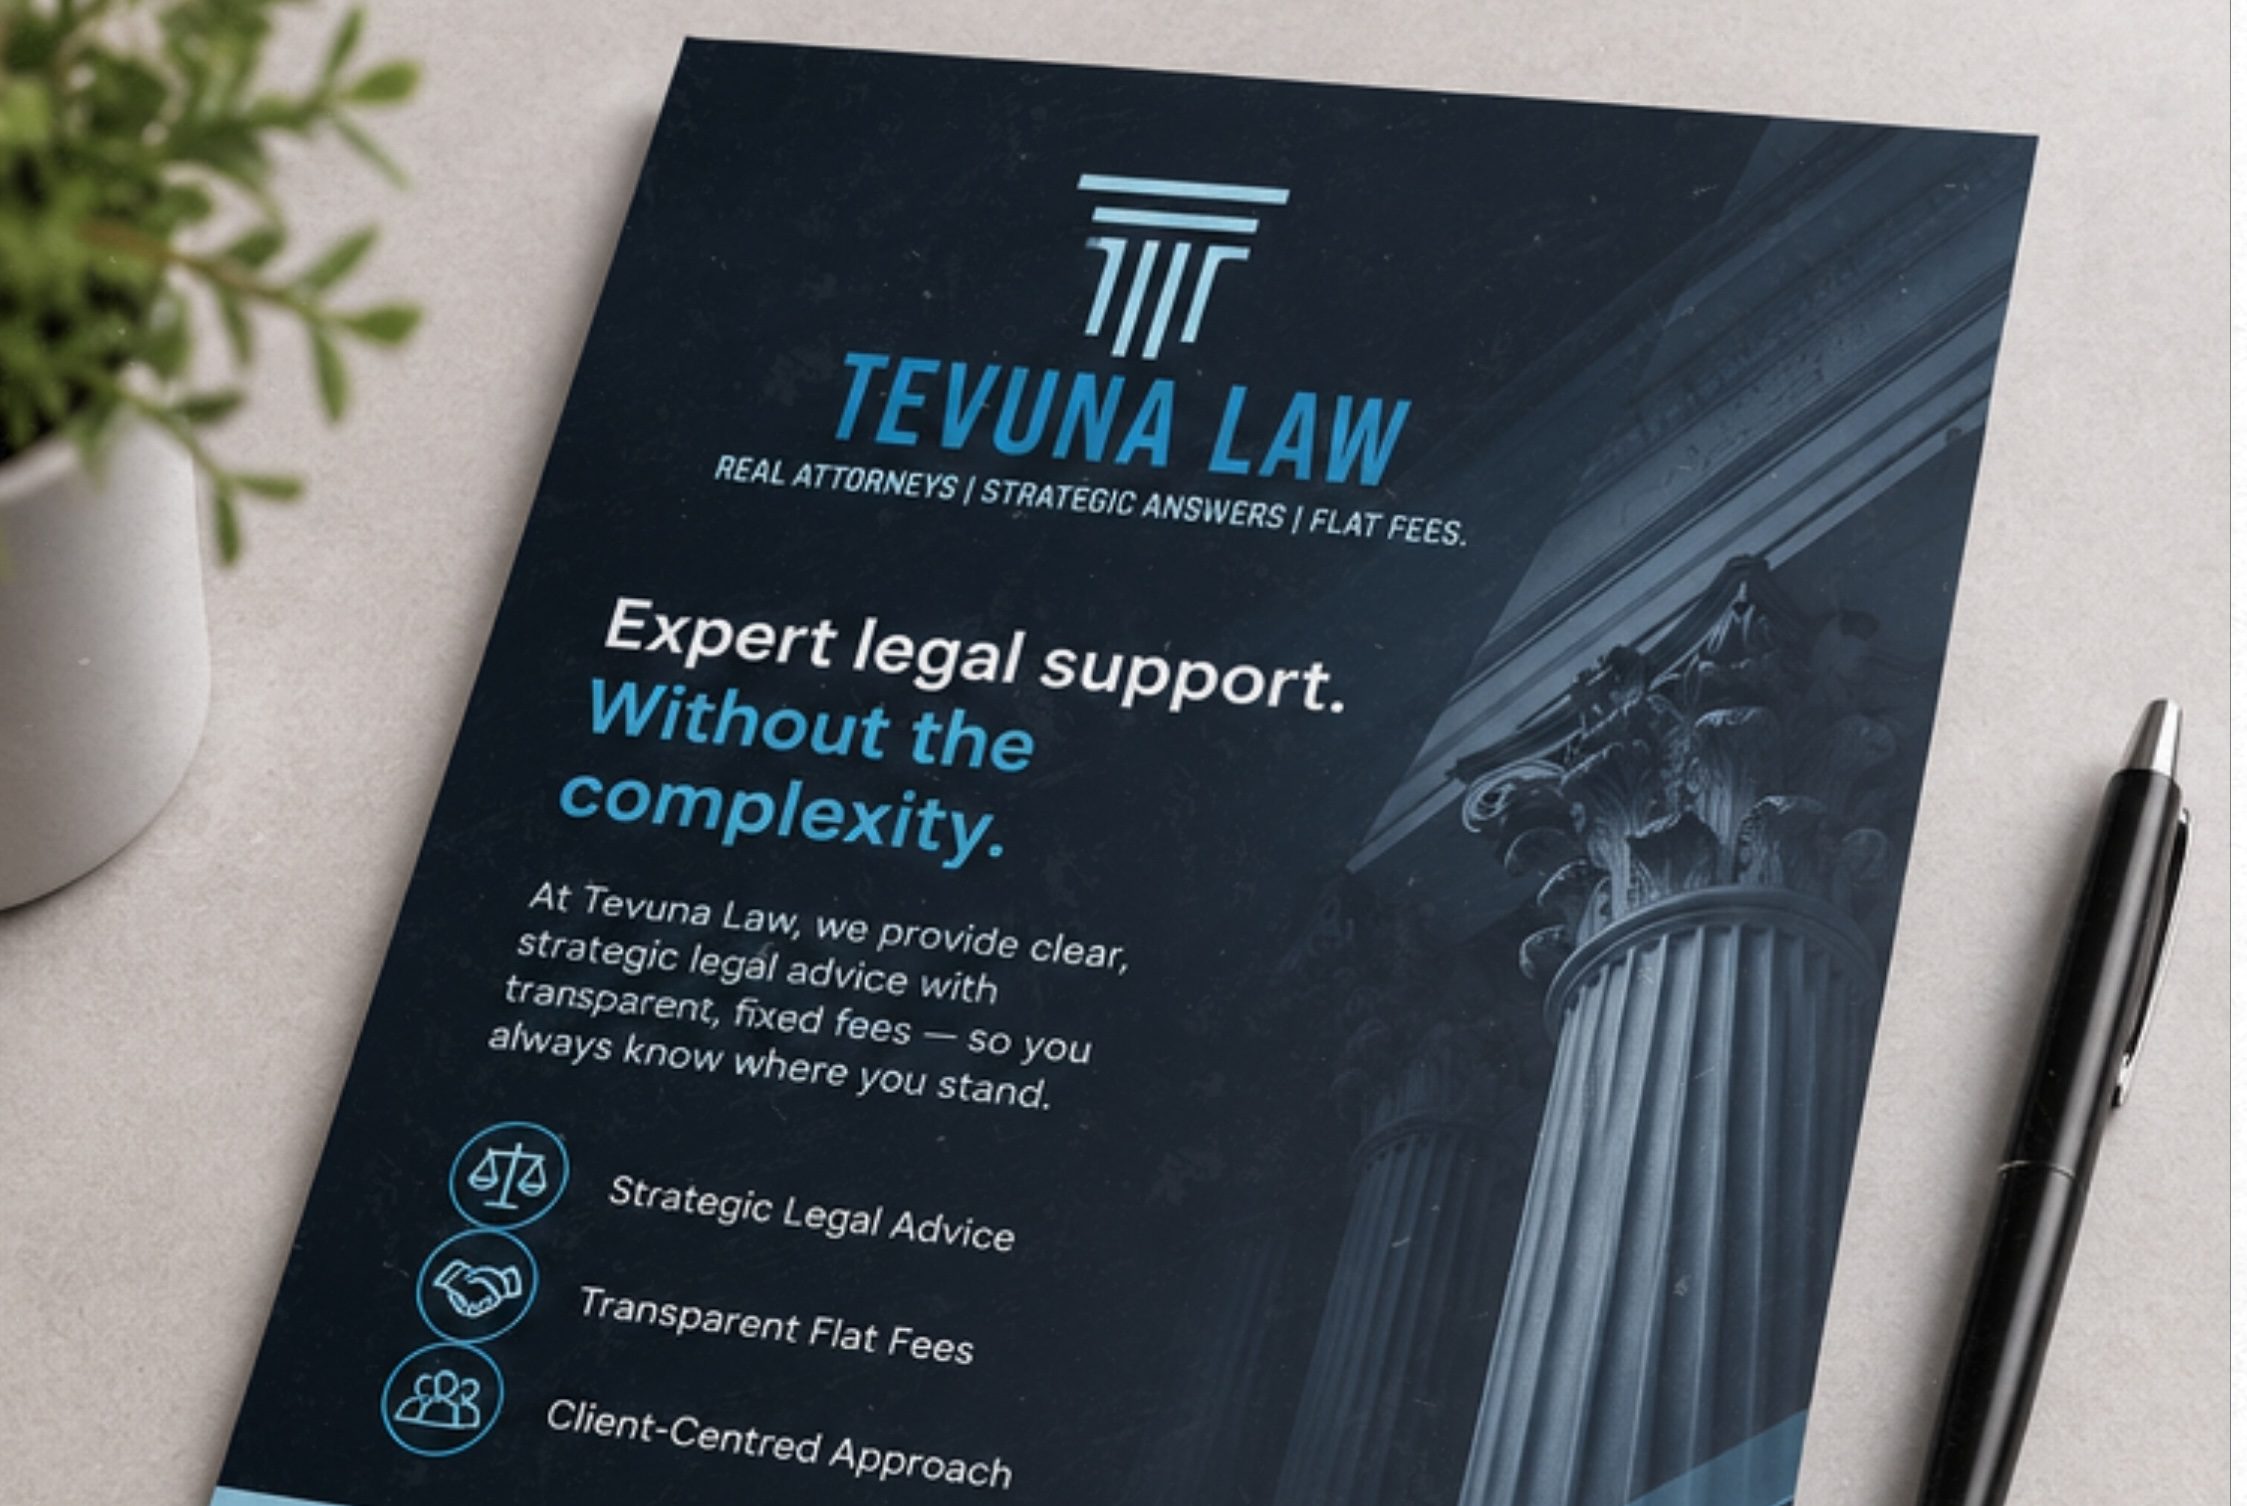 TEVUNA LAW
REAL ATTORNEYS | STRATEGIC ANSWERS | FLAT FEES.
Expert legal support.
Without the
complexity.
At Tevuna Law, we provide clear,
strategic legal advice with
transparent, fixed fees — so you
always know where you stand.
Strategic Legal Advice
Transparent Flat Fees
Client-Centred Approach